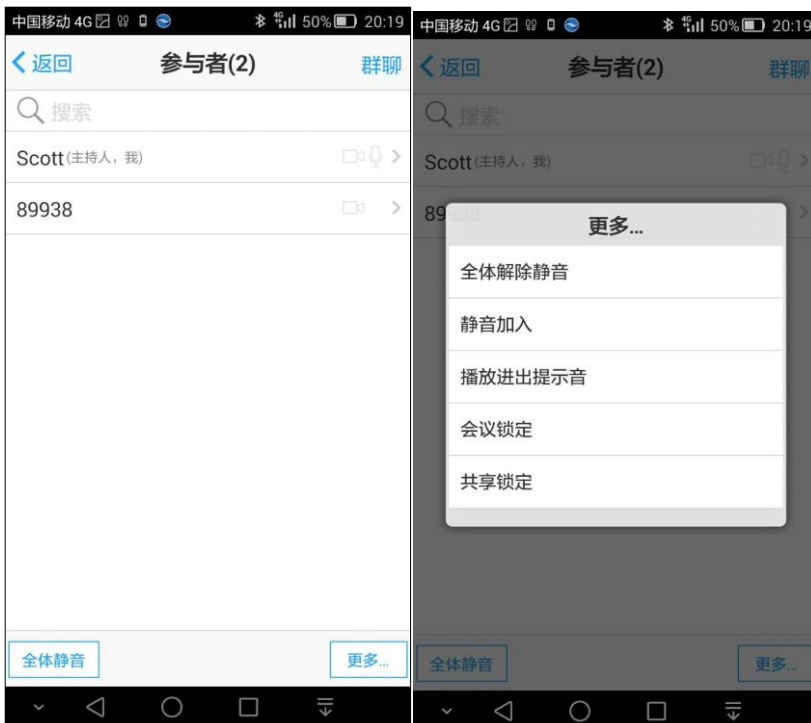 中国移动 4G 4G 50% 20:19
返回 参与者(2) 群聊
搜索
Scott(主持人，我)
89938
全体静音 更多...
中国移动 4G 4G 50% 20:19
返回 参与者(2) 群聊
搜索
Scott(主持人，我)
89938
更多...
全体解除静音
静音加入
播放进出提示音
会议锁定
共享锁定
全体静音 更多...